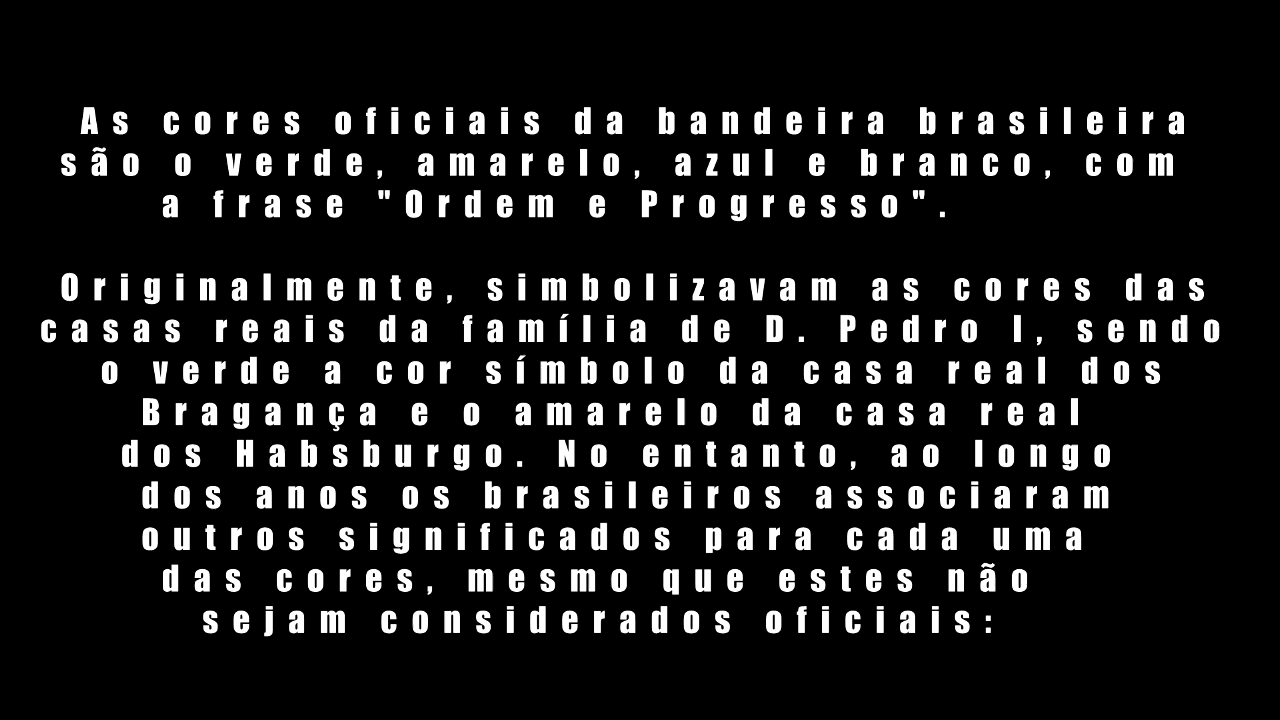 As cores oficiais da bandeira brasileira
são o verde, amarelo, azul e branco, com
a frase "Ordem e Progresso".
Originalmente, simbolizavam as cores das
casas reais da família de D. Pedro I, sendo
o verde a cor símbolo da casa real dos
Bragança e o amarelo da casa real
dos Habsburgo. No entanto, ao longo
dos anos os brasileiros associaram
outros significados para cada uma
das cores, mesmo que estes não
sejam considerados oficiais: